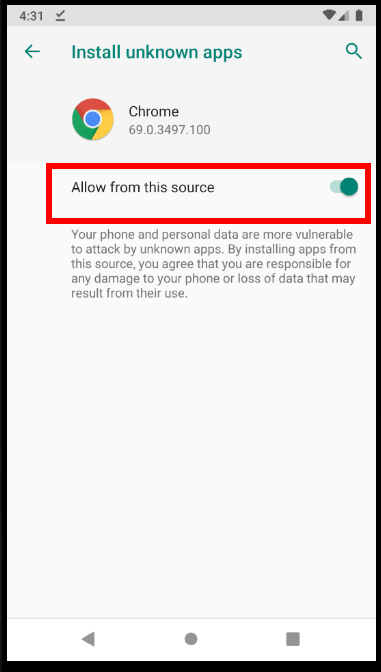 4:31
Install unknown apps
Chrome
69.0.3497.100
Allow from this source
Your phone and personal data are more vulnerable
to attack by unknown apps. By installing apps from
this source, you agree that you are responsible for
any damage to your phone or loss of data that may
result from their use.